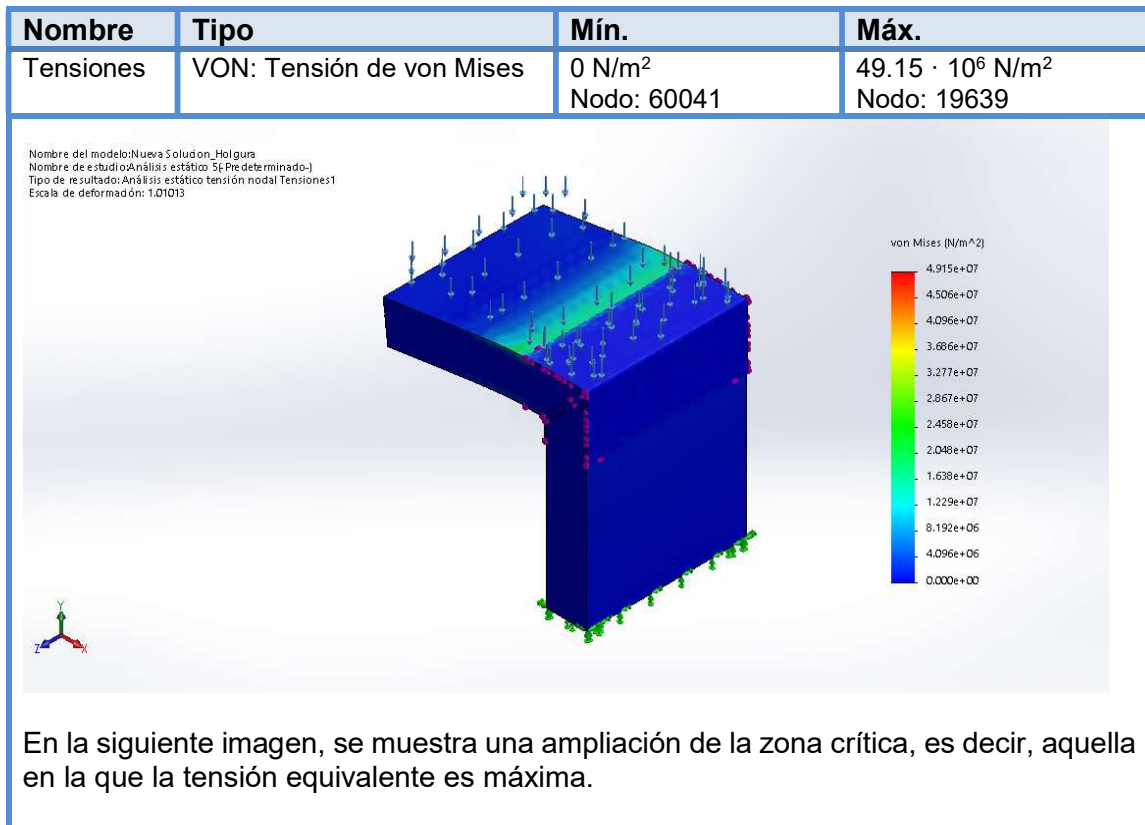 Nombre Tipo Mín. Máx.
Tensiones VON: Tensión de von Mises 0 N/m² 49.15 · 10⁶ N/m²
Nodo: 60041 Nodo: 19639
Nombre del modelo:Nueva Solucion_Holgura
Nombre de estudio:Análisis estático 5(-Predeterminado-)
Tipo de resultado: Análisis estático tensión nodal Tensiones1
Escala de deformación: 1.01013
von Mises (N/m^2)
4.915e+07
4.506e+07
4.096e+07
3.686e+07
3.277e+07
2.867e+07
2.458e+07
2.048e+07
1.638e+07
1.229e+07
8.192e+06
4.096e+06
0.000e+00
Y
Z X
En la siguiente imagen, se muestra una ampliación de la zona crítica, es decir, aquella
en la que la tensión equivalente es máxima.